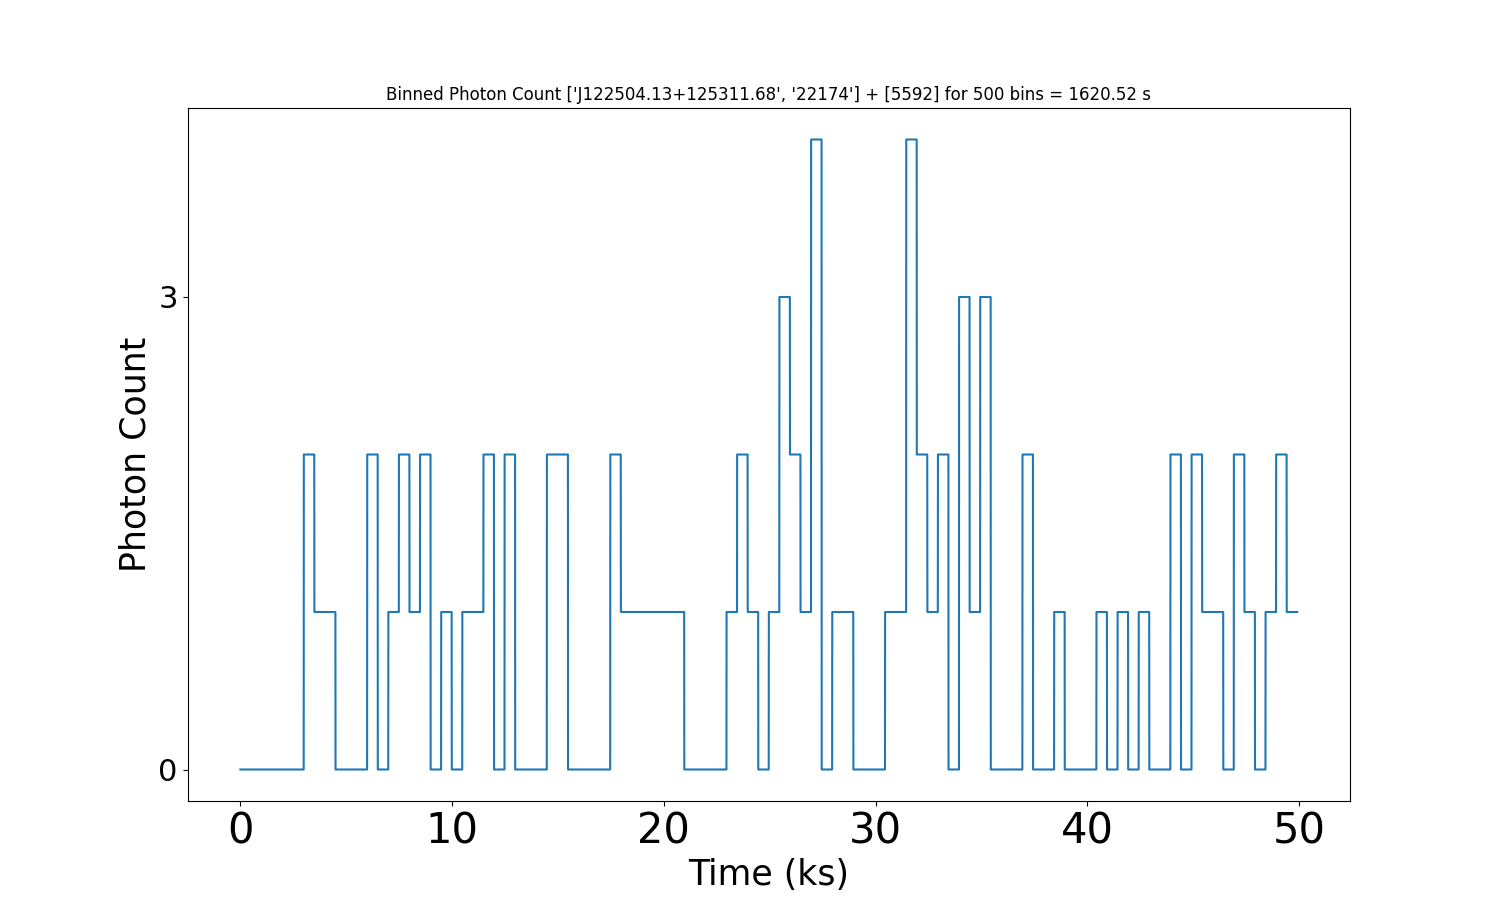 Binned Photon Count ['J122504.13+125311.68', '22174'] + [5592] for 500 bins = 1620.52 s
3
0
Photon Count
0 10 20 30 40 50
Time (ks)